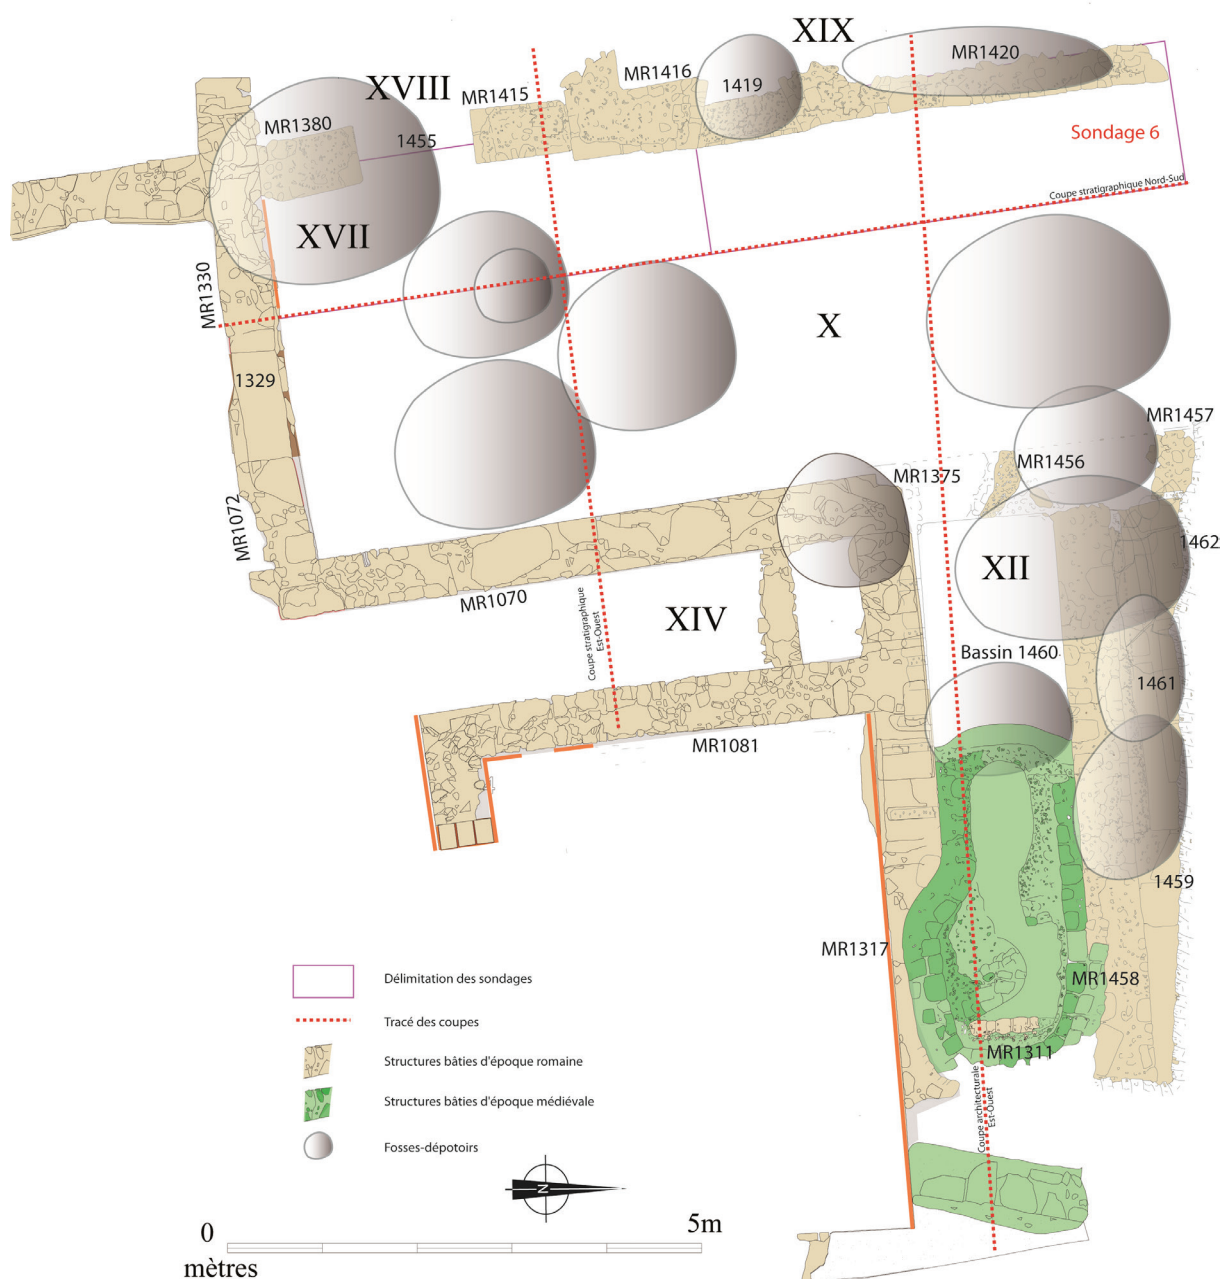 XIX
MR1420
XVIII
MR1415
MR1416
1419
MR1380
1455
Sondage 6
Coupe stratigraphique Nord-Sud
XVII
MR1330
X
1329
MR1457
MR1456
MR1375
MR1072
1462
XII
MR1070
Coupe stratigraphique
Est-Ouest
XIV
Bassin 1460
1461
MR1081
1459
MR1317
MR1458
MR1311
Coupe architecturale
Est-Ouest
Délimitation des sondages
Tracé des coupes
Structures bâties d'époque romaine
Structures bâties d'époque médiévale
Fosses-dépotoirs
N
0
5m
mètres